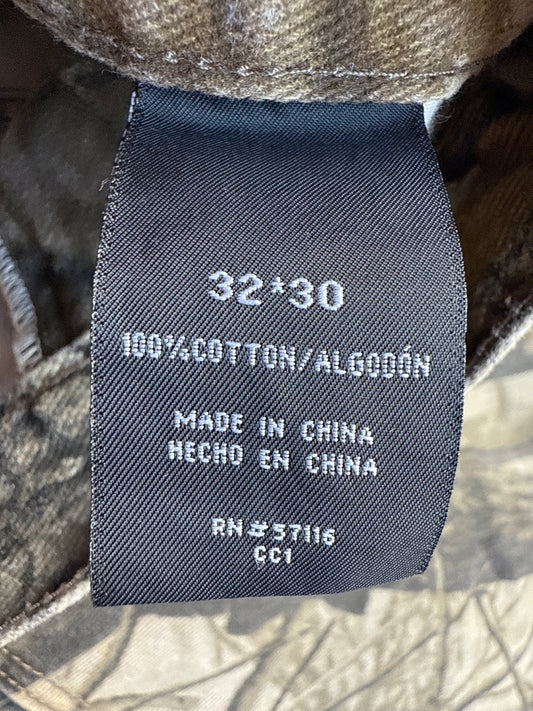 32*30
100%COTTON/ALGODÓN
MADE IN CHINA
HECHO EN CHINA
RN#57116
CC1